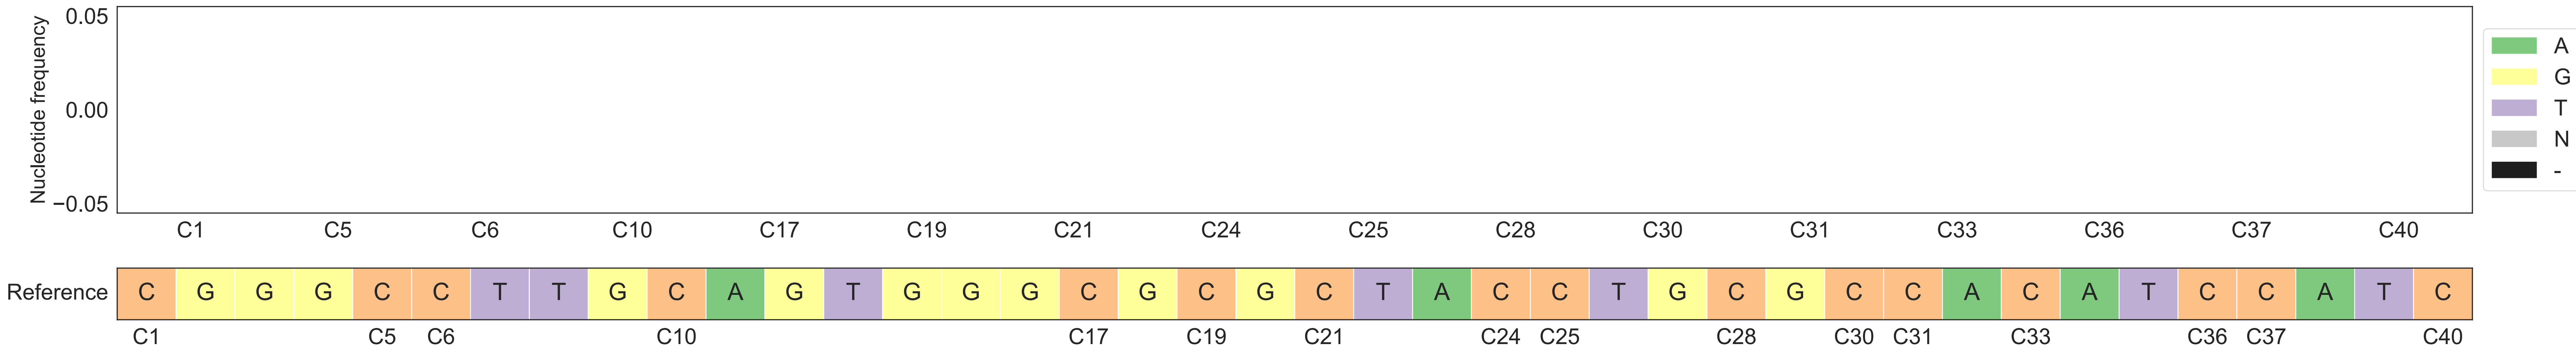 Nucleotide frequency
0.05
0.00
−0.05
C1 C5 C6 C10 C17 C19 C21 C24 C25 C28 C30 C31 C33 C36 C37 C40
A
G
T
N
-
Reference C G G G C C T T G C A G T G G G C G C G C T A C C T G C G C C A C A T C C A T C
C1 C5 C6 C10 C17 C19 C21 C24 C25 C28 C30 C31 C33 C36 C37 C40